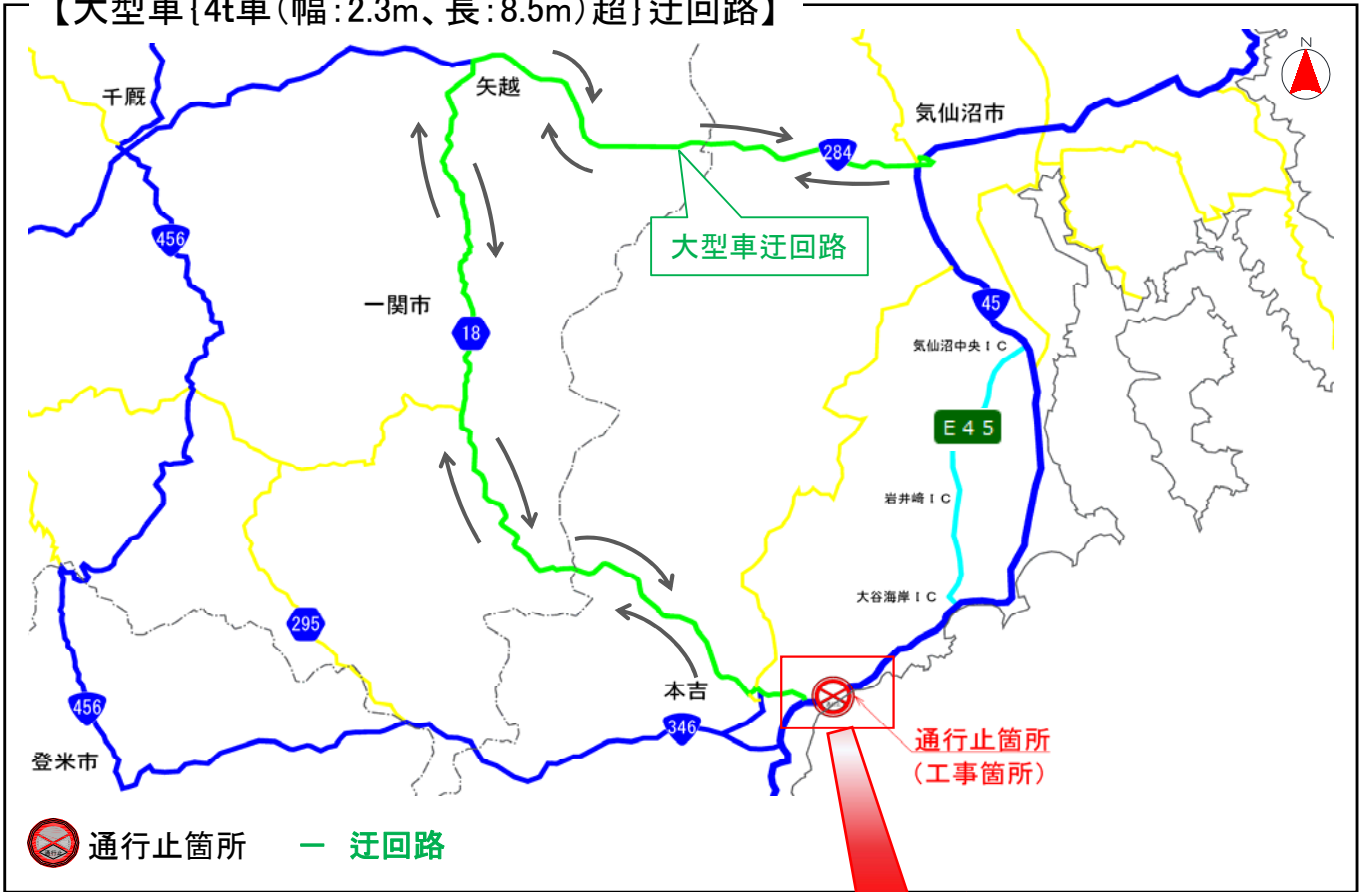 【大型車{4t車(幅:2.3m、長:8.5m)超}迂回路】
N
千厩
矢越
気仙沼市
284
456
大型車迂回路
一関市
18
45
気仙沼中央IC
E45
岩井崎IC
大谷海岸IC
295
本吉
456
346
登米市
通行止箇所
(工事箇所)
通行止箇所
ー 迂回路